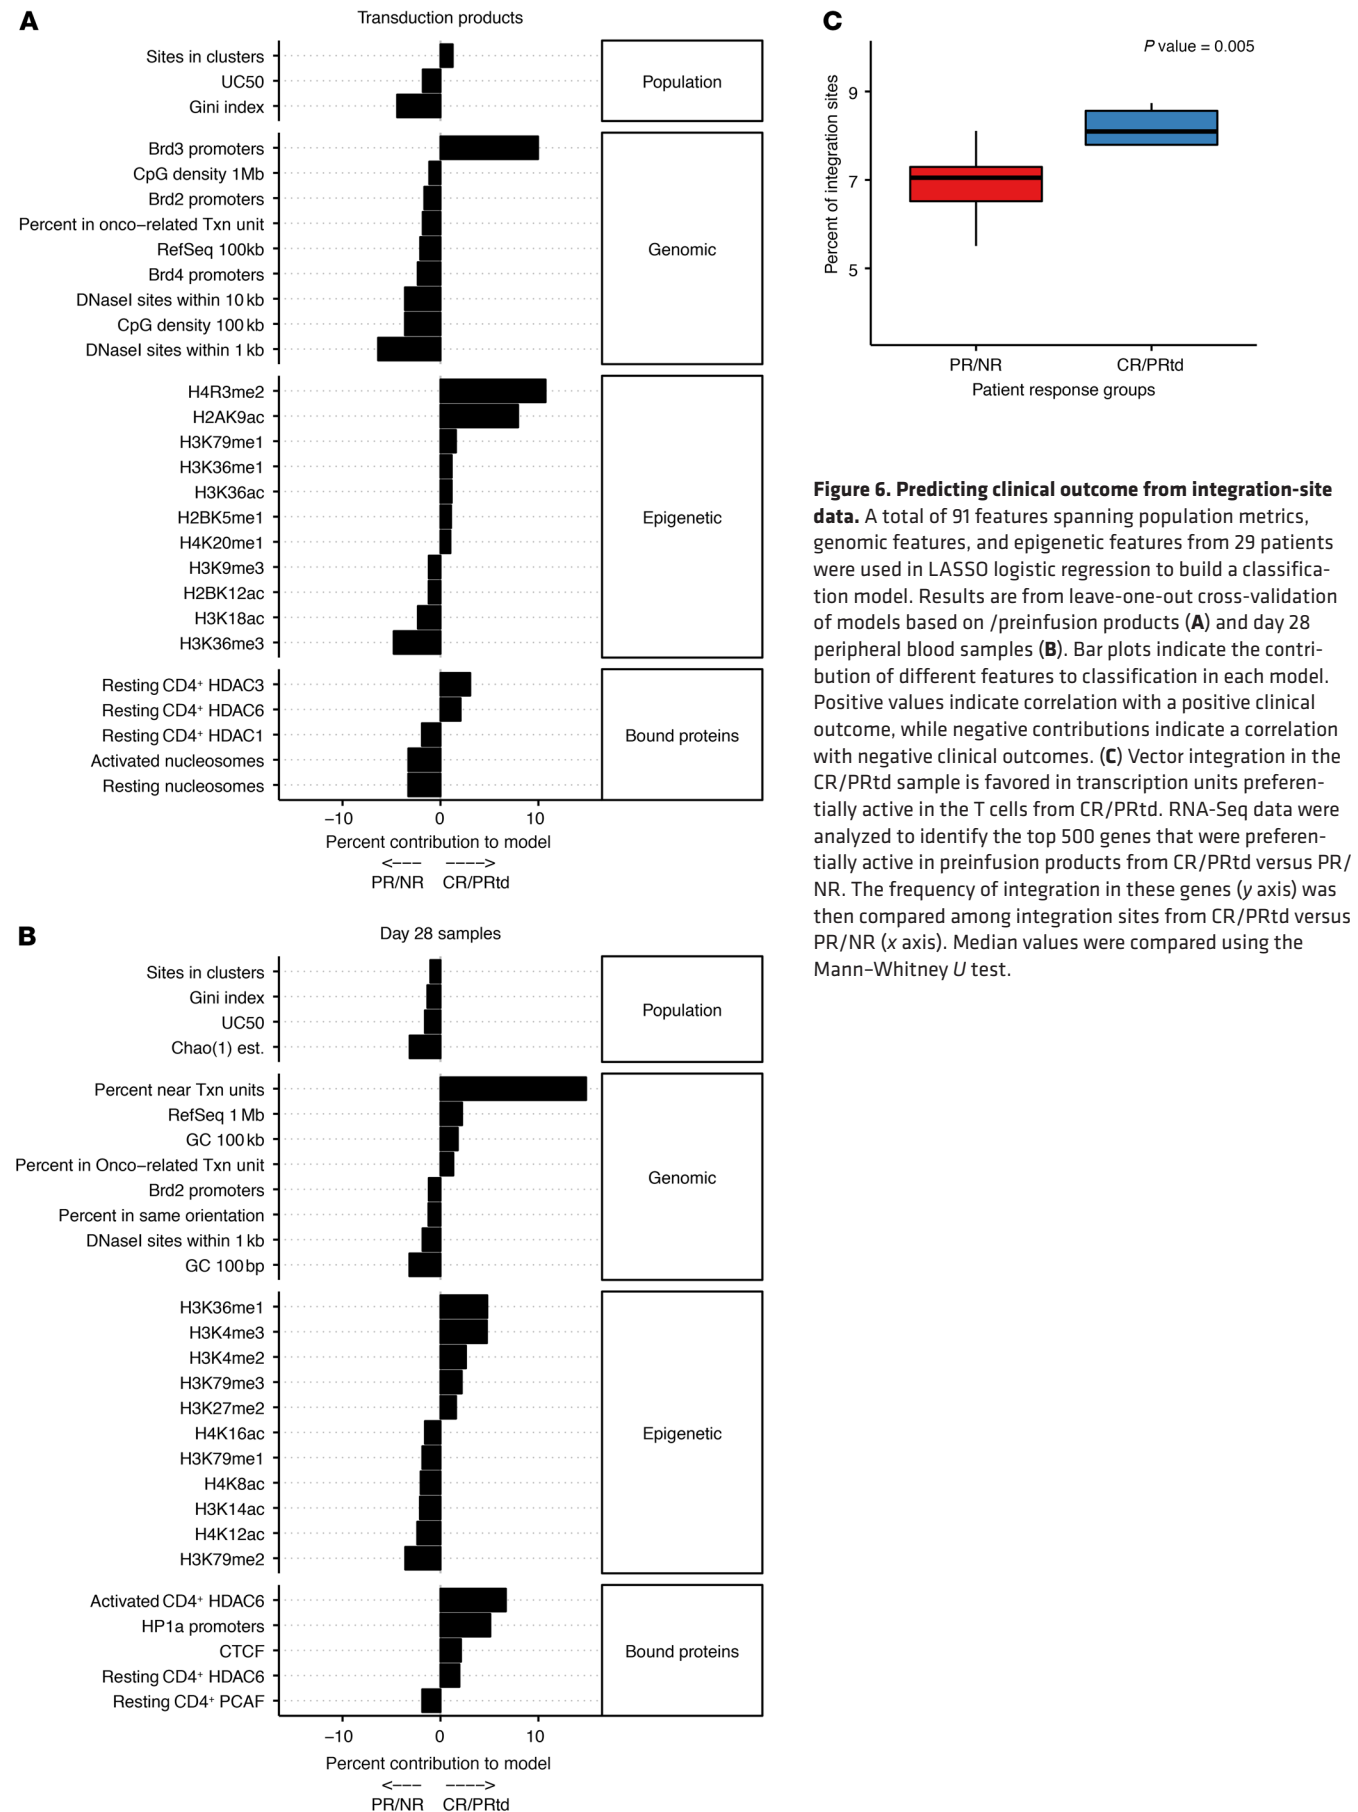 A
Transduction products
Sites in clusters
UC50
Gini index
Population
Brd3 promoters
CpG density 1Mb
Brd2 promoters
Percent in onco–related Txn unit
RefSeq 100kb
Brd4 promoters
DNaseI sites within 10 kb
CpG density 100 kb
DNaseI sites within 1 kb
Genomic
H4R3me2
H2AK9ac
H3K79me1
H3K36me1
H3K36ac
H2BK5me1
H4K20me1
H3K9me3
H2BK12ac
H3K18ac
H3K36me3
Epigenetic
Resting CD4⁺ HDAC3
Resting CD4⁺ HDAC6
Resting CD4⁺ HDAC1
Activated nucleosomes
Resting nucleosomes
Bound proteins
−10 0 10
Percent contribution to model
<−−− −−−−>
PR/NR CR/PRtd
B
Day 28 samples
Sites in clusters
Gini index
UC50
Chao(1) est.
Population
Percent near Txn units
RefSeq 1 Mb
GC 100 kb
Percent in Onco–related Txn unit
Brd2 promoters
Percent in same orientation
DNaseI sites within 1 kb
GC 100 bp
Genomic
H3K36me1
H3K4me3
H3K4me2
H3K79me3
H3K27me2
H4K16ac
H3K79me1
H4K8ac
H3K14ac
H4K12ac
H3K79me2
Epigenetic
Activated CD4⁺ HDAC6
HP1a promoters
CTCF
Resting CD4⁺ HDAC6
Resting CD4⁺ PCAF
Bound proteins
−10 0 10
Percent contribution to model
<−−− −−−−>
PR/NR CR/PRtd
C
P value = 0.005
Percent of integration sites
9
7
5
PR/NR CR/PRtd
Patient response groups
Figure 6. Predicting clinical outcome from integration-site
data. A total of 91 features spanning population metrics,
genomic features, and epigenetic features from 29 patients
were used in LASSO logistic regression to build a classifica-
tion model. Results are from leave-one-out cross-validation
of models based on /preinfusion products (A) and day 28
peripheral blood samples (B). Bar plots indicate the contri-
bution of different features to classification in each model.
Positive values indicate correlation with a positive clinical
outcome, while negative contributions indicate a correlation
with negative clinical outcomes. (C) Vector integration in the
CR/PRtd sample is favored in transcription units preferen-
tially active in the T cells from CR/PRtd. RNA-Seq data were
analyzed to identify the top 500 genes that were preferen-
tially active in preinfusion products from CR/PRtd versus PR/
NR. The frequency of integration in these genes (y axis) was
then compared among integration sites from CR/PRtd versus
PR/NR (x axis). Median values were compared using the
Mann–Whitney U test.